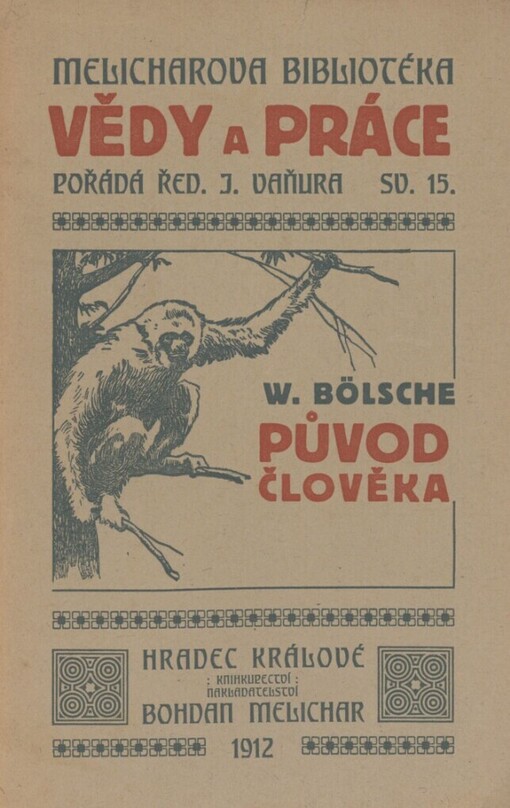 MELICHAROVA BIBLIOTÉKA
VĚDY A PRÁCE
POŘÁDÁ ŘED. J. VAŇURA SV. 15.
W. BÖLSCHE
PŮVOD
ČLOVĚKA
HRADEC KRÁLOVÉ
: KNIHKUPECTVÍ :
NAKLADATELSTVÍ
BOHDAN MELICHAR
1912